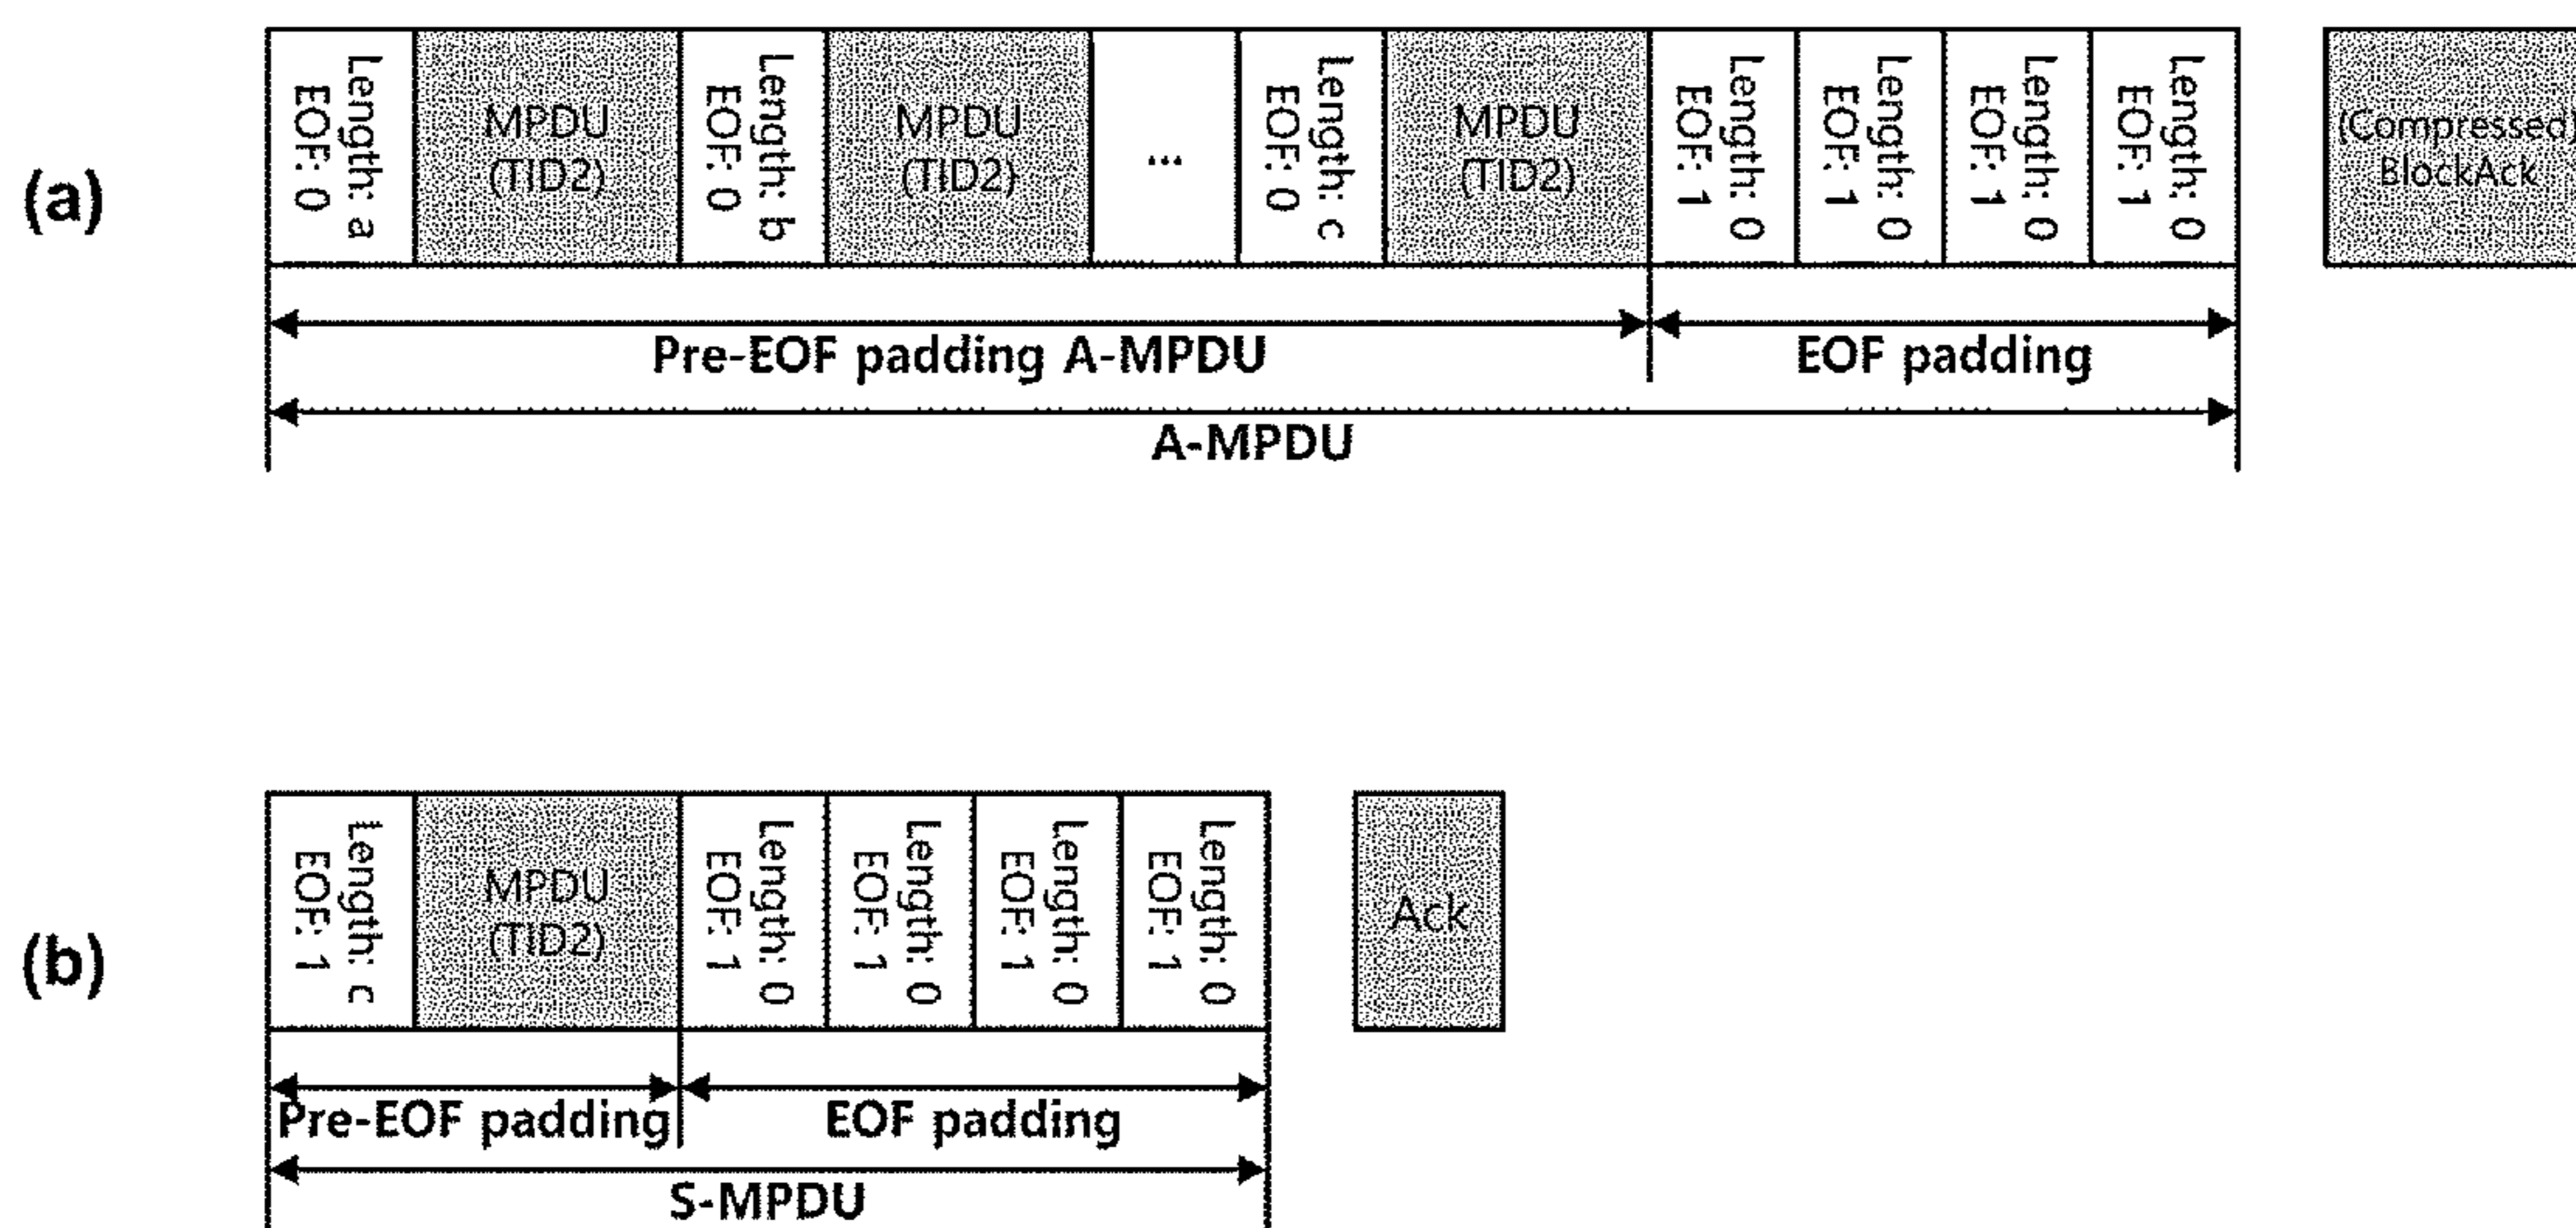 (a)
Length: a
EOF: 0
MPDU
(TID2)
Length: b
EOF: 0
MPDU
(TID2)
...
Length: c
EOF: 0
MPDU
(TID2)
Length: 0
EOF: 1
Length: 0
EOF: 1
Length: 0
EOF: 1
Length: 0
EOF: 1
(Compressed)
BlockAck
Pre-EOF padding A-MPDU
EOF padding
A-MPDU
(b)
Length: c
EOF: 1
MPDU
(TID2)
Length: 0
EOF: 1
Length: 0
EOF: 1
Length: 0
EOF: 1
Length: 0
EOF: 1
Ack
Pre-EOF padding
EOF padding
S-MPDU